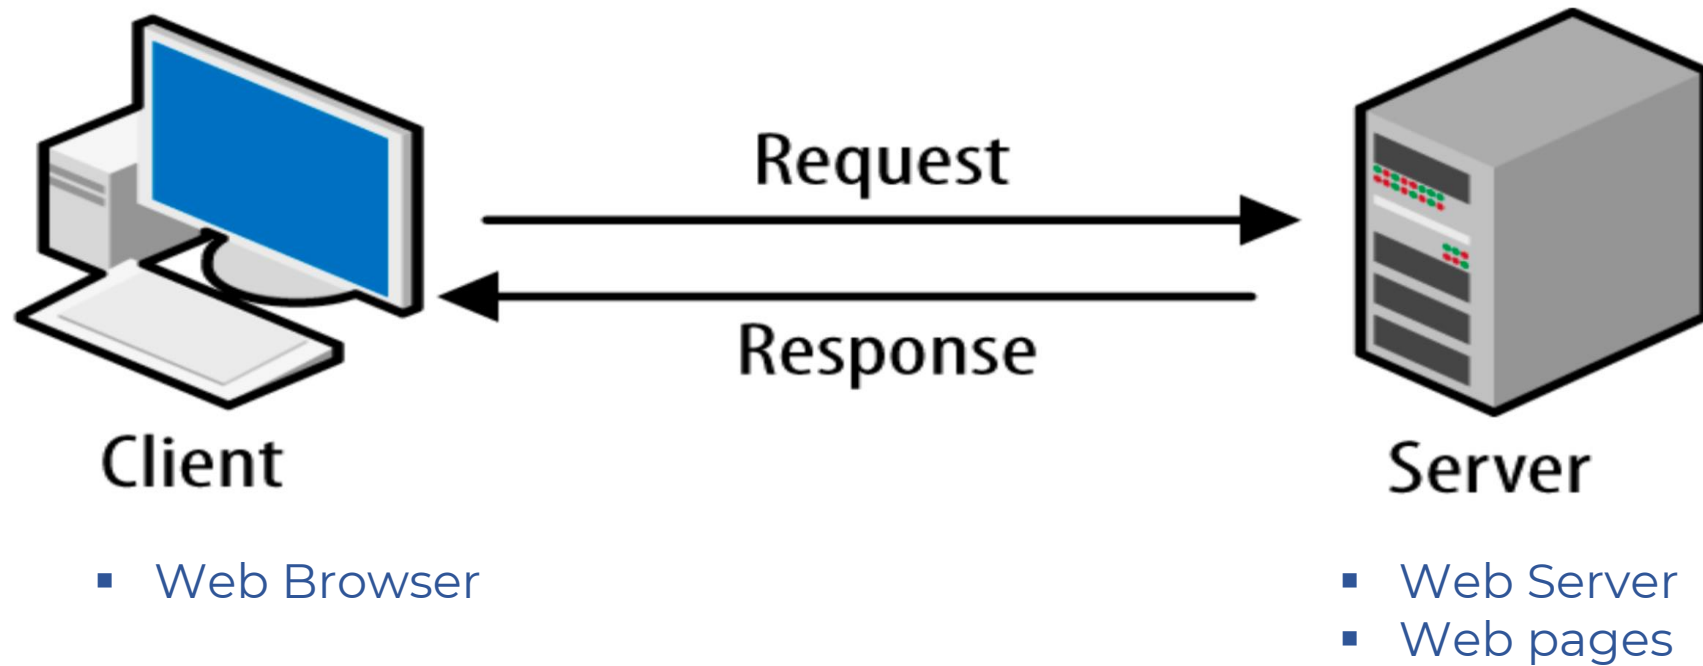 Request
Response
Client
Server
▪ Web Browser
▪ Web Server
▪ Web pages